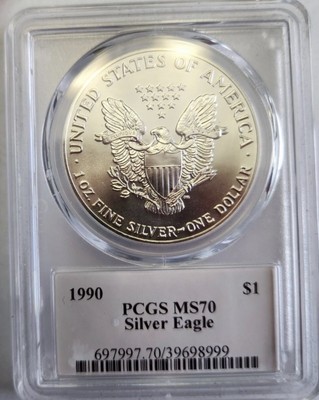 UNITED STATES OF AMERICA
1 OZ. FINE SILVER~ONE DOLLAR
1990 PCGS MS70 $1
Silver Eagle
697997.70/39698999